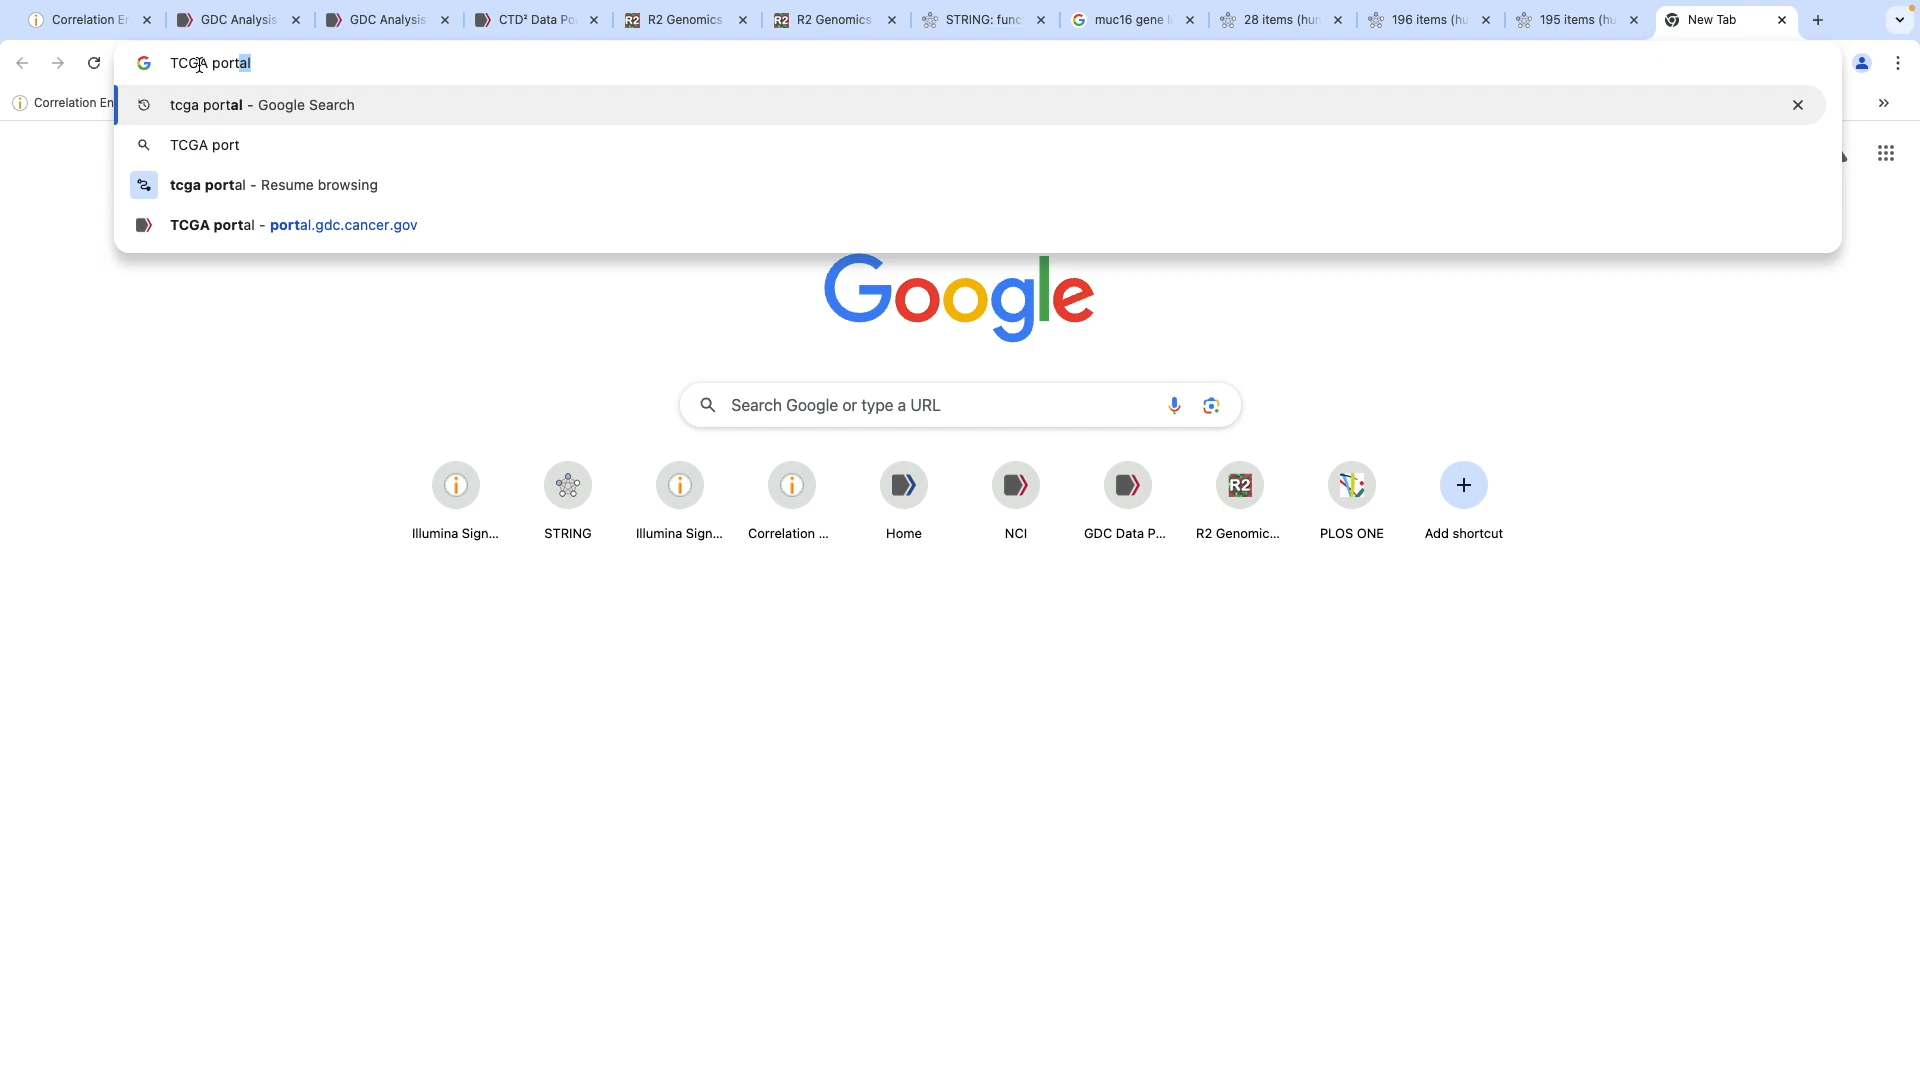 Correlation Er GDC Analysis GDC Analysis CTD² Data Po R2 Genomics R2 Genomics STRING: func muc16 gene 28 items (hun 196 items (hu 195 items (hu New Tab
TCGA portal
Correlation En
tcga portal - Google Search
TCGA port
tcga portal - Resume browsing
TCGA portal - portal.gdc.cancer.gov
Google
Search Google or type a URL
R2
Illumina Sign... STRING Illumina Sign... Correlation ... Home NCI GDC Data P... R2 Genomic... PLOS ONE Add shortcut